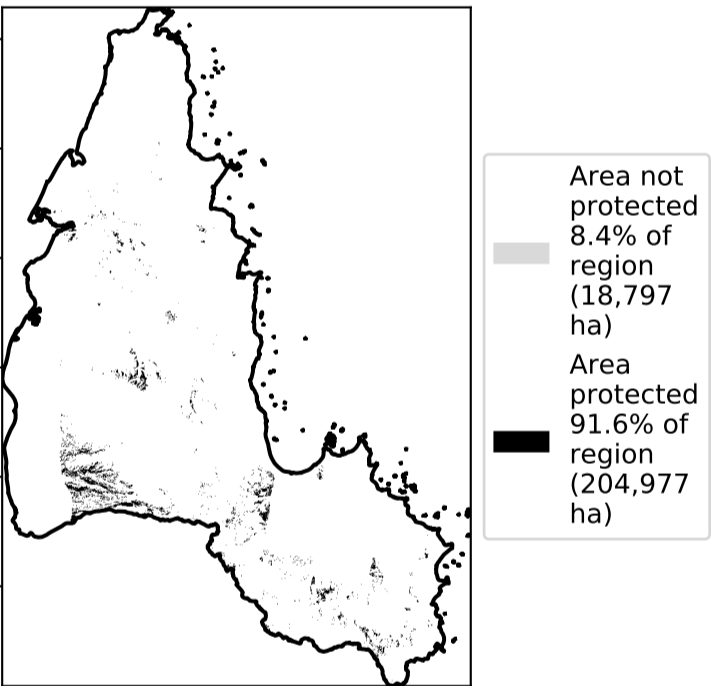 Area not
protected
8.4% of
region
(18,797
ha)
Area
protected
91.6% of
region
(204,977
ha)